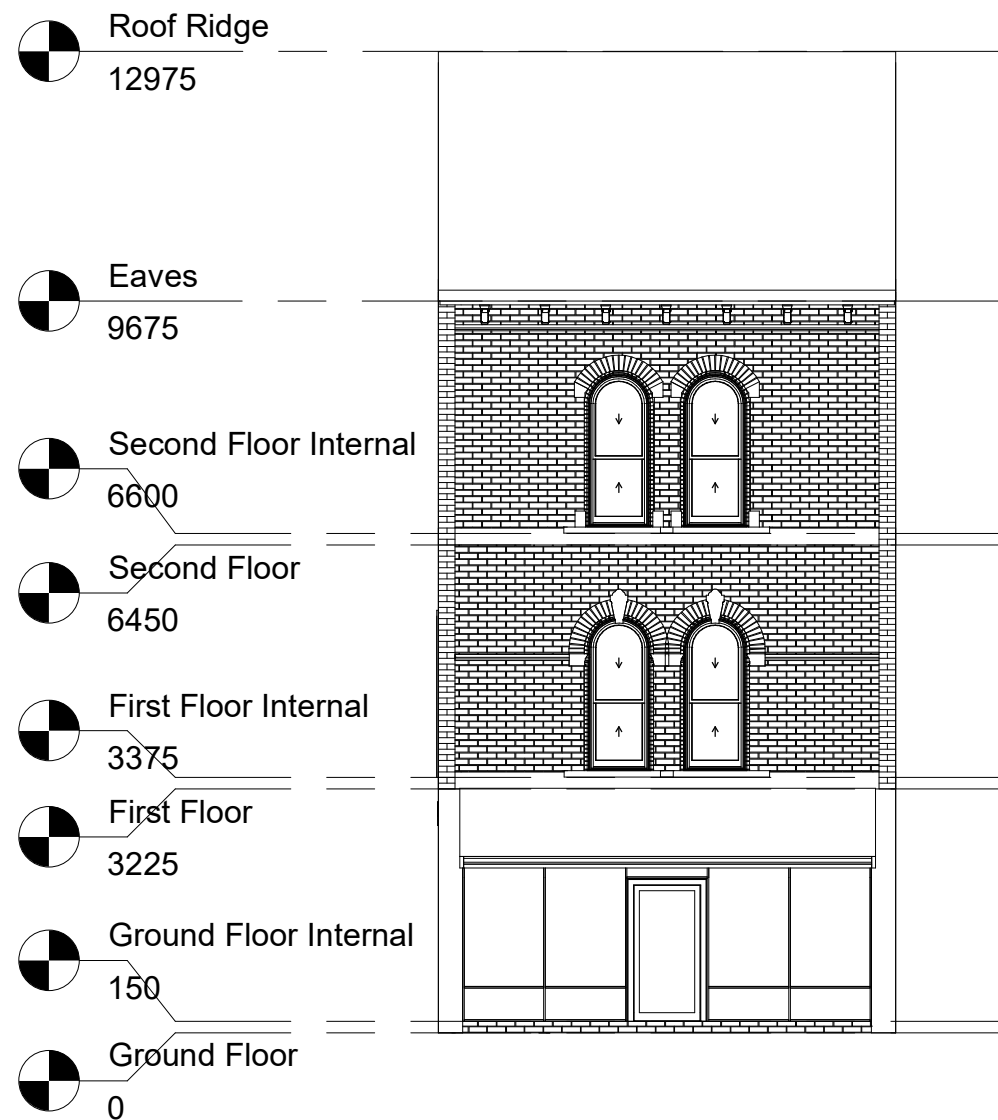 Roof Ridge
12975
Eaves
9675
Second Floor Internal
6600
Second Floor
6450
First Floor Internal
3375
First Floor
3225
Ground Floor Internal
150
Ground Floor
0